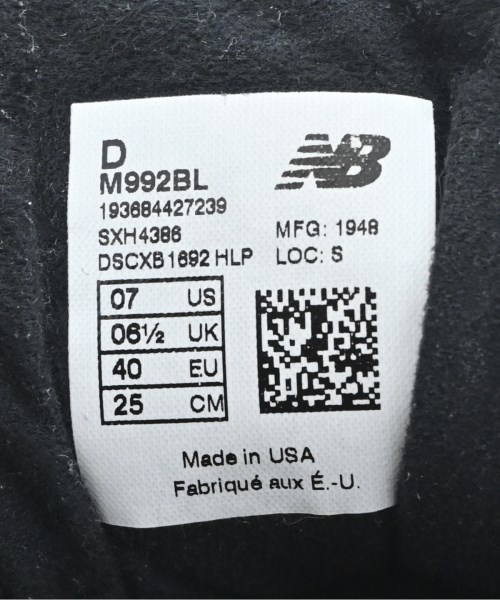 D
M992BL
193684427239
SXH4386
DSCXB1692 HLP
NB
MFG: 1948
LOC: S
07 US
06½ UK
40 EU
25 CM
Made in USA
Fabriqué aux É.-U.